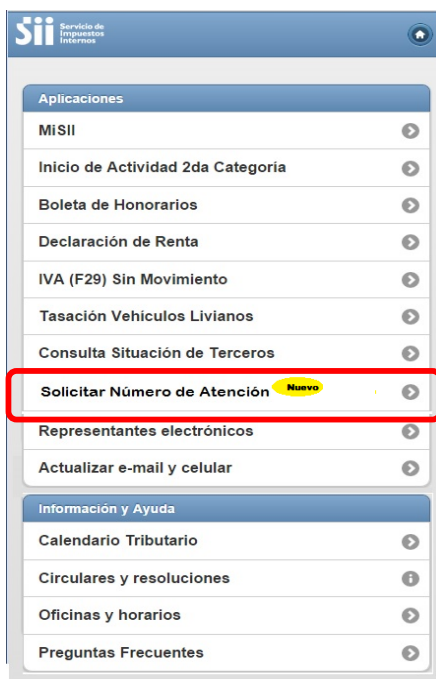 Sii Servicio de
Impuestos
Internos
Aplicaciones
MiSII
Inicio de Actividad 2da Categoría
Boleta de Honorarios
Declaración de Renta
IVA (F29) Sin Movimiento
Tasación Vehículos Livianos
Consulta Situación de Terceros
Solicitar Número de Atención Nuevo
Representantes electrónicos
Actualizar e-mail y celular
Información y Ayuda
Calendario Tributario
Circulares y resoluciones
Oficinas y horarios
Preguntas Frecuentes